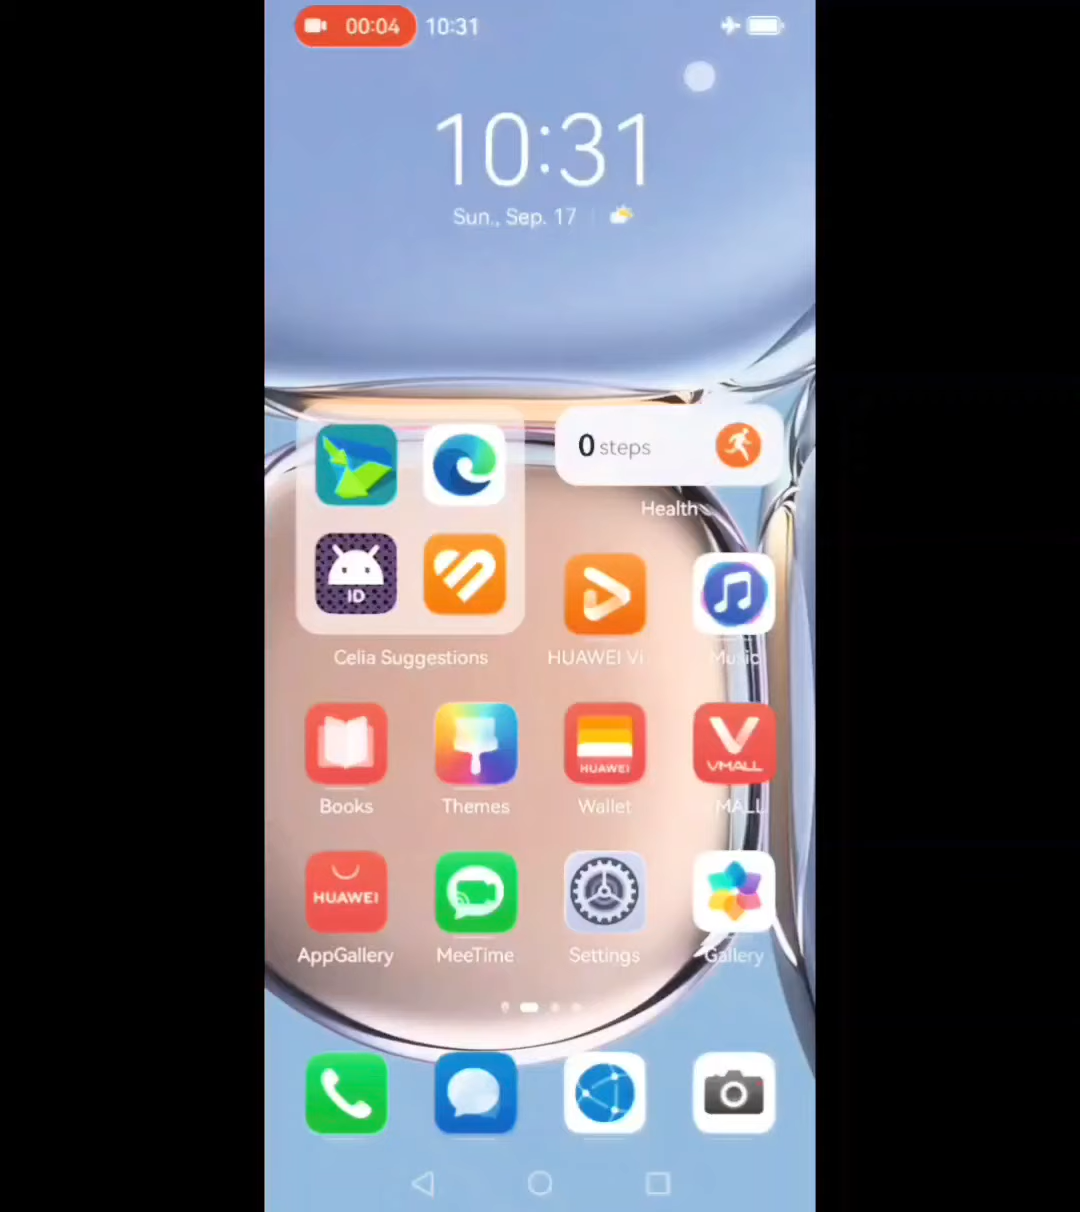 00:04 10:31
10:31
Sun., Sep. 17
0 steps
Health
ID
Celia Suggestions
HUAWEI Vi
Music
HUAWEI
VMALL
Books
Themes
Wallet
MALL
HUAWEI
AppGallery
MeeTime
Settings
Gallery